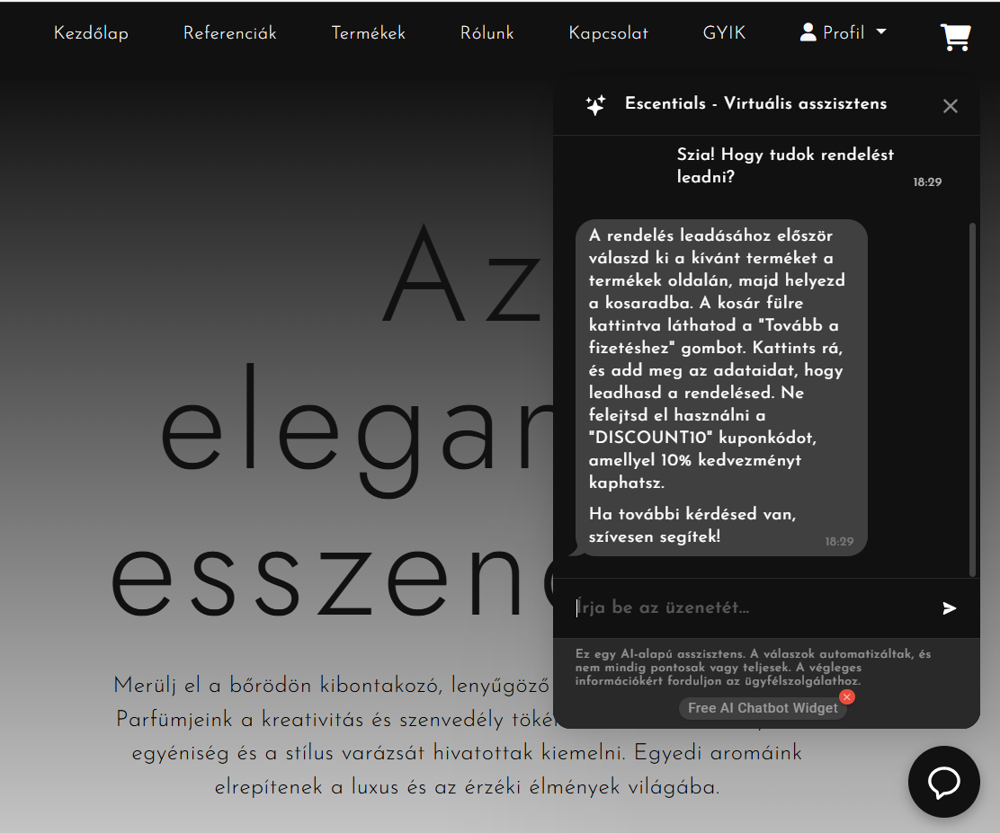 Kezdőlap
Referenciák
Termékek
Rólunk
Kapcsolat
GYIK
Profil
Az
elegan
esszenc
Merülj el a bőrödön kibontakozó, lenyűgöző
Parfümjeink a kreativitás és szenvedély
egyéniség és a stílus varázsát hivatottak kiemelni. Egyedi aromáink
elrepítenek a luxus és az érzéki élmények világába.
Escentials - Virtuális asszisztens
Szia! Hogy tudok rendelést
leadni?
18:29
A rendelés leadásához először
válaszd ki a kívánt terméket a
termékek oldalán, majd helyezd
a kosaradba. A kosár fülre
kattintva láthatod a "Tovább a
fizetéshez" gombot. Kattints rá,
és add meg az adataidat, hogy
leadhasd a rendelésed. Ne
felejtsd el használni a
"DISCOUNT10" kuponkódot,
amellyel 10% kedvezményt
kaphatsz.
Ha további kérdésed van,
szívesen segítek!
18:29
Írja be az üzenetét...
Ez egy AI-alapú asszisztens. A válaszok automatizáltak, és
nem mindig pontosak vagy teljesek. A végleges
információkért forduljon az ügyfélszolgálathoz.
Free AI Chatbot Widget